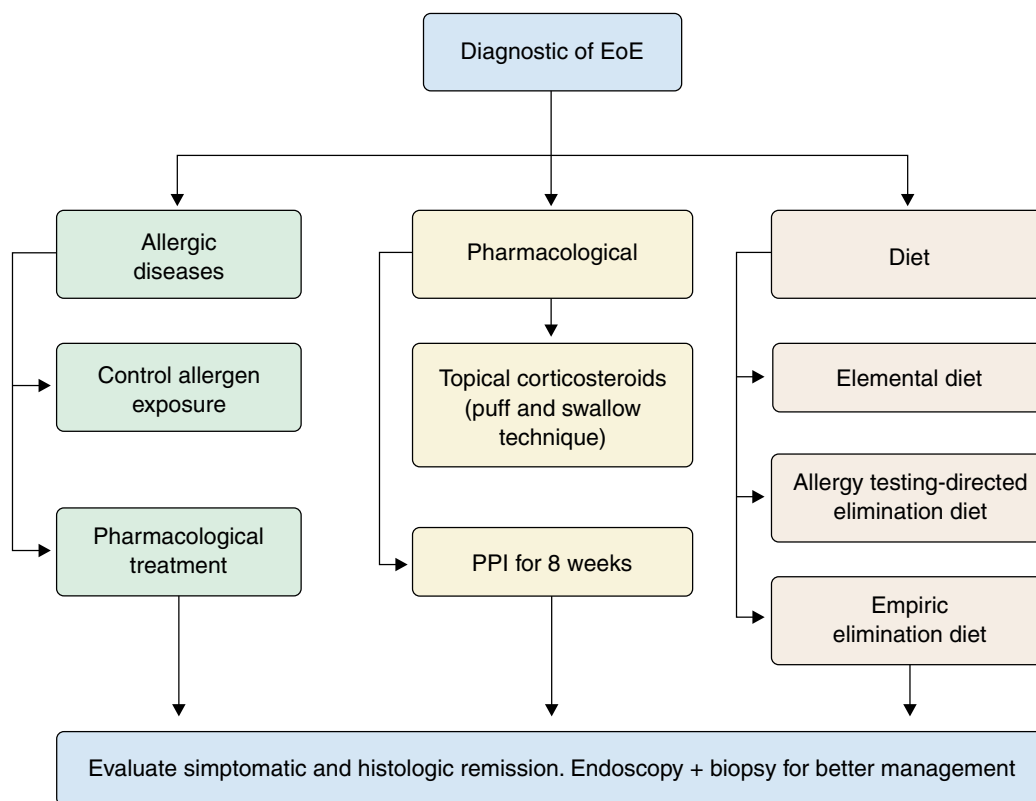 Diagnostic of EoE
Allergic
diseases
Pharmacological
Diet
Control allergen
exposure
Topical corticosteroids
(puff and swallow
technique)
Elemental diet
Allergy testing-directed
elimination diet
Pharmacological
treatment
PPI for 8 weeks
Empiric
elimination diet
Evaluate simptomatic and histologic remission. Endoscopy + biopsy for better management